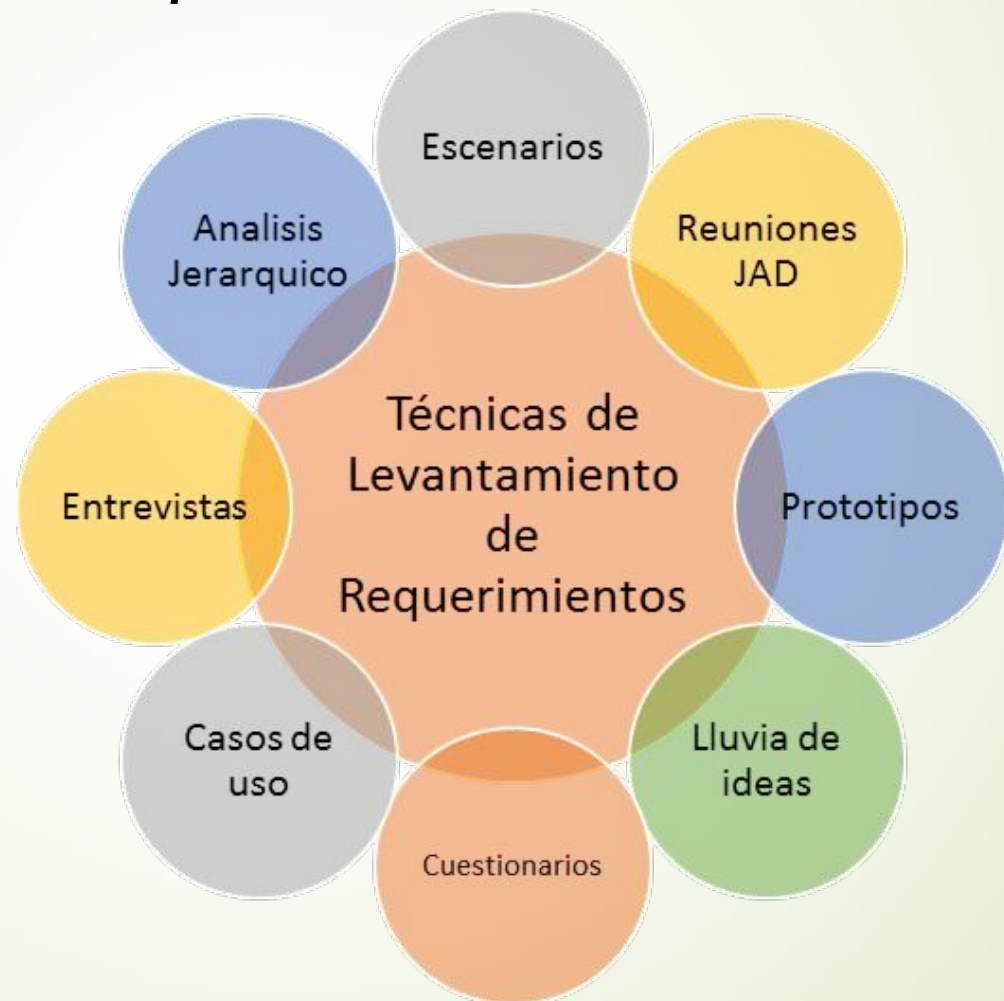 Escenarios
Reuniones
JAD
Prototipos
Lluvia de
ideas
Cuestionarios
Casos de
uso
Entrevistas
Analisis
Jerarquico
Técnicas de
Levantamiento
de
Requerimientos